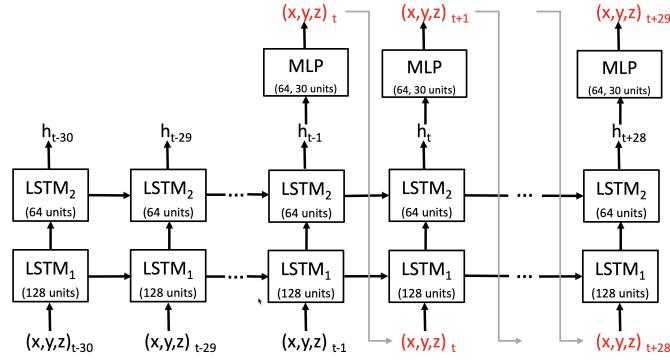 (x,y,z) t (x,y,z) t+1 (x,y,z) t+29
MLP MLP MLP
(64, 30 units) (64, 30 units) (64, 30 units)
h t-30 h t-29 h t-1 h t h t+28
LSTM2 LSTM2 ... LSTM2 LSTM2 ... LSTM2
(64 units) (64 units) (64 units) (64 units) (64 units)
LSTM1 LSTM1 ... LSTM1 LSTM1 ... LSTM1
(128 units) (128 units) (128 units) (128 units) (128 units)
(x,y,z) t-30 (x,y,z) t-29 (x,y,z) t-1 (x,y,z) t (x,y,z) t+28